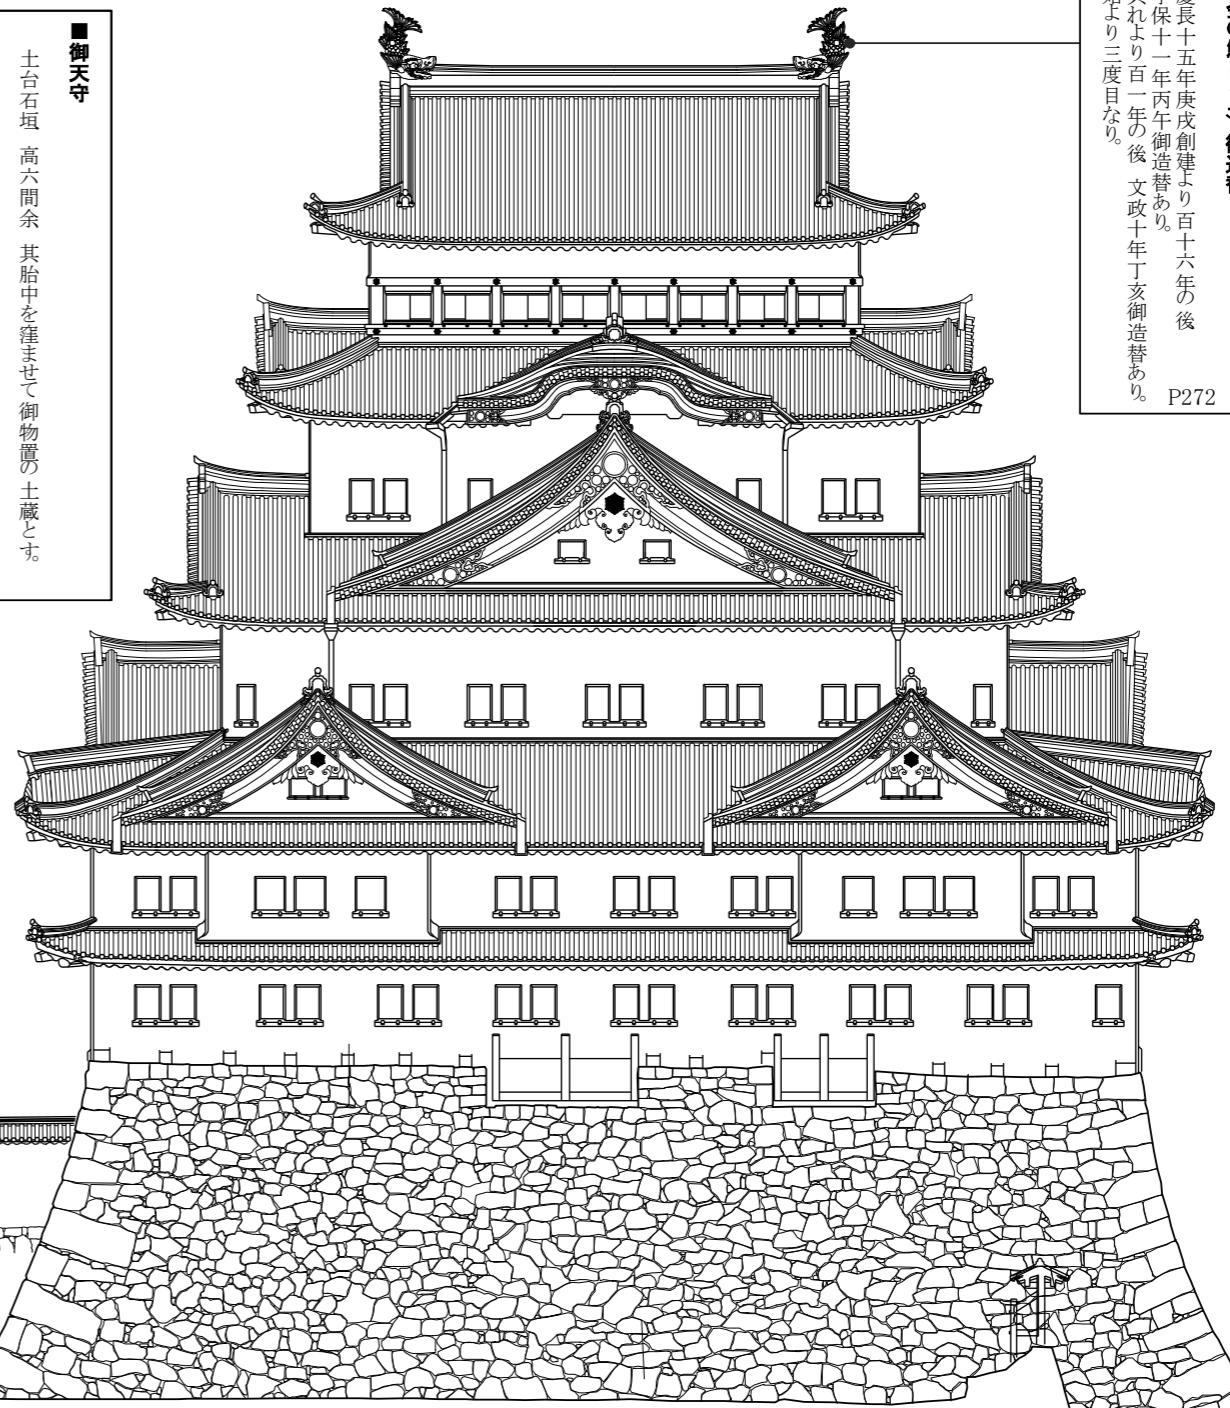 慶長十五年庚戌創建より百十六年の後
保十一年丙午御造替あり。
れより百一年の後 文政十年丁亥御造替あり。
より三度目なり。
P272
■御天守
土台石垣 高六間余 其胎中を窪ませて御物置の土蔵とす。